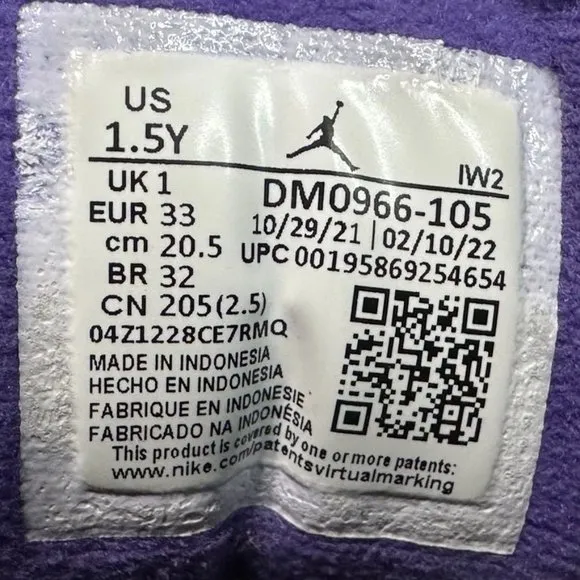 US
1.5Y
UK 1
EUR 33
cm 20.5
BR 32
CN 205(2.5)
IW2
DM0966-105
10/29/21 | 02/10/22
UPC 00195869254654
04Z1228CE7RMQ
MADE IN INDONESIA
HECHO EN INDONESIA
FABRIQUE EN INDONESIE
FABRICADO NA INDONÉSIA
This product is covered by one or more patents:
www.nike.com/patentsvirtualmarking